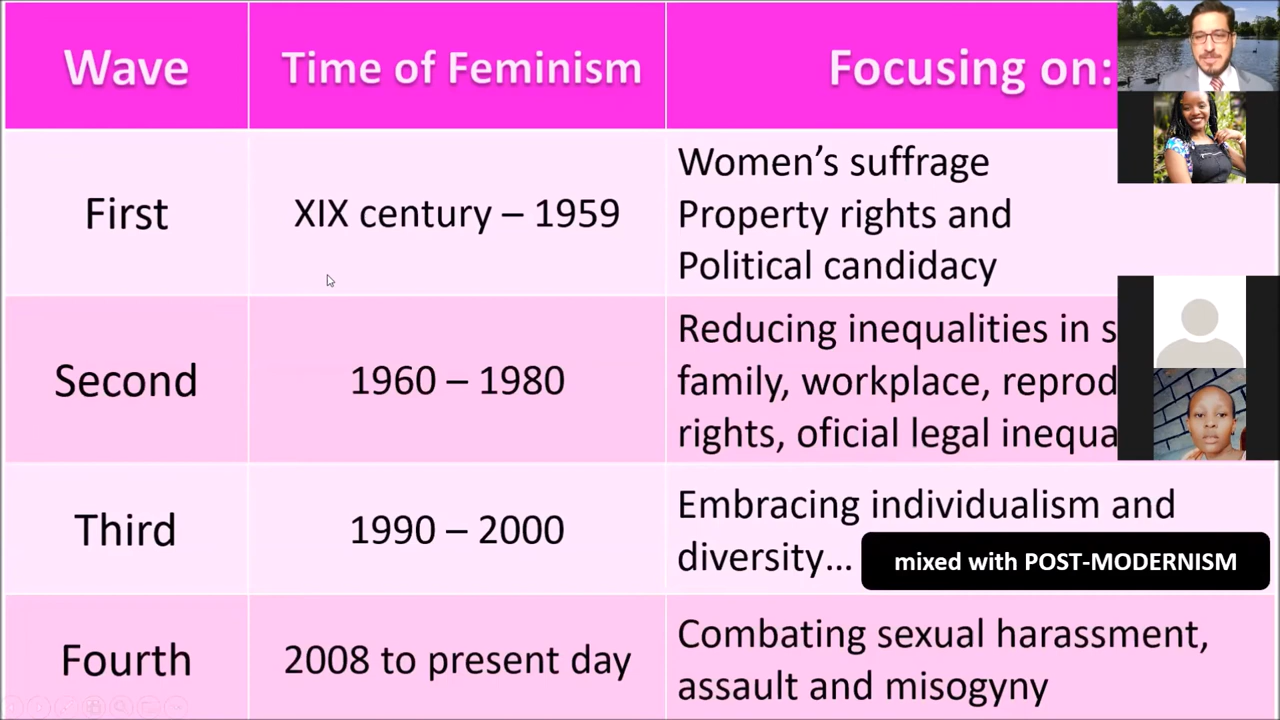 Wave
Time of Feminism
Focusing on:
First
XIX century – 1959
Women’s suffrage
Property rights and
Political candidacy
Second
1960 – 1980
Reducing inequalities in
family, workplace,
rights, oficial legal
Third
1990 – 2000
Embracing individualism and
diversity...
mixed with POST-MODERNISM
Fourth
2008 to present day
Combating sexual harassment,
assault and misogyny